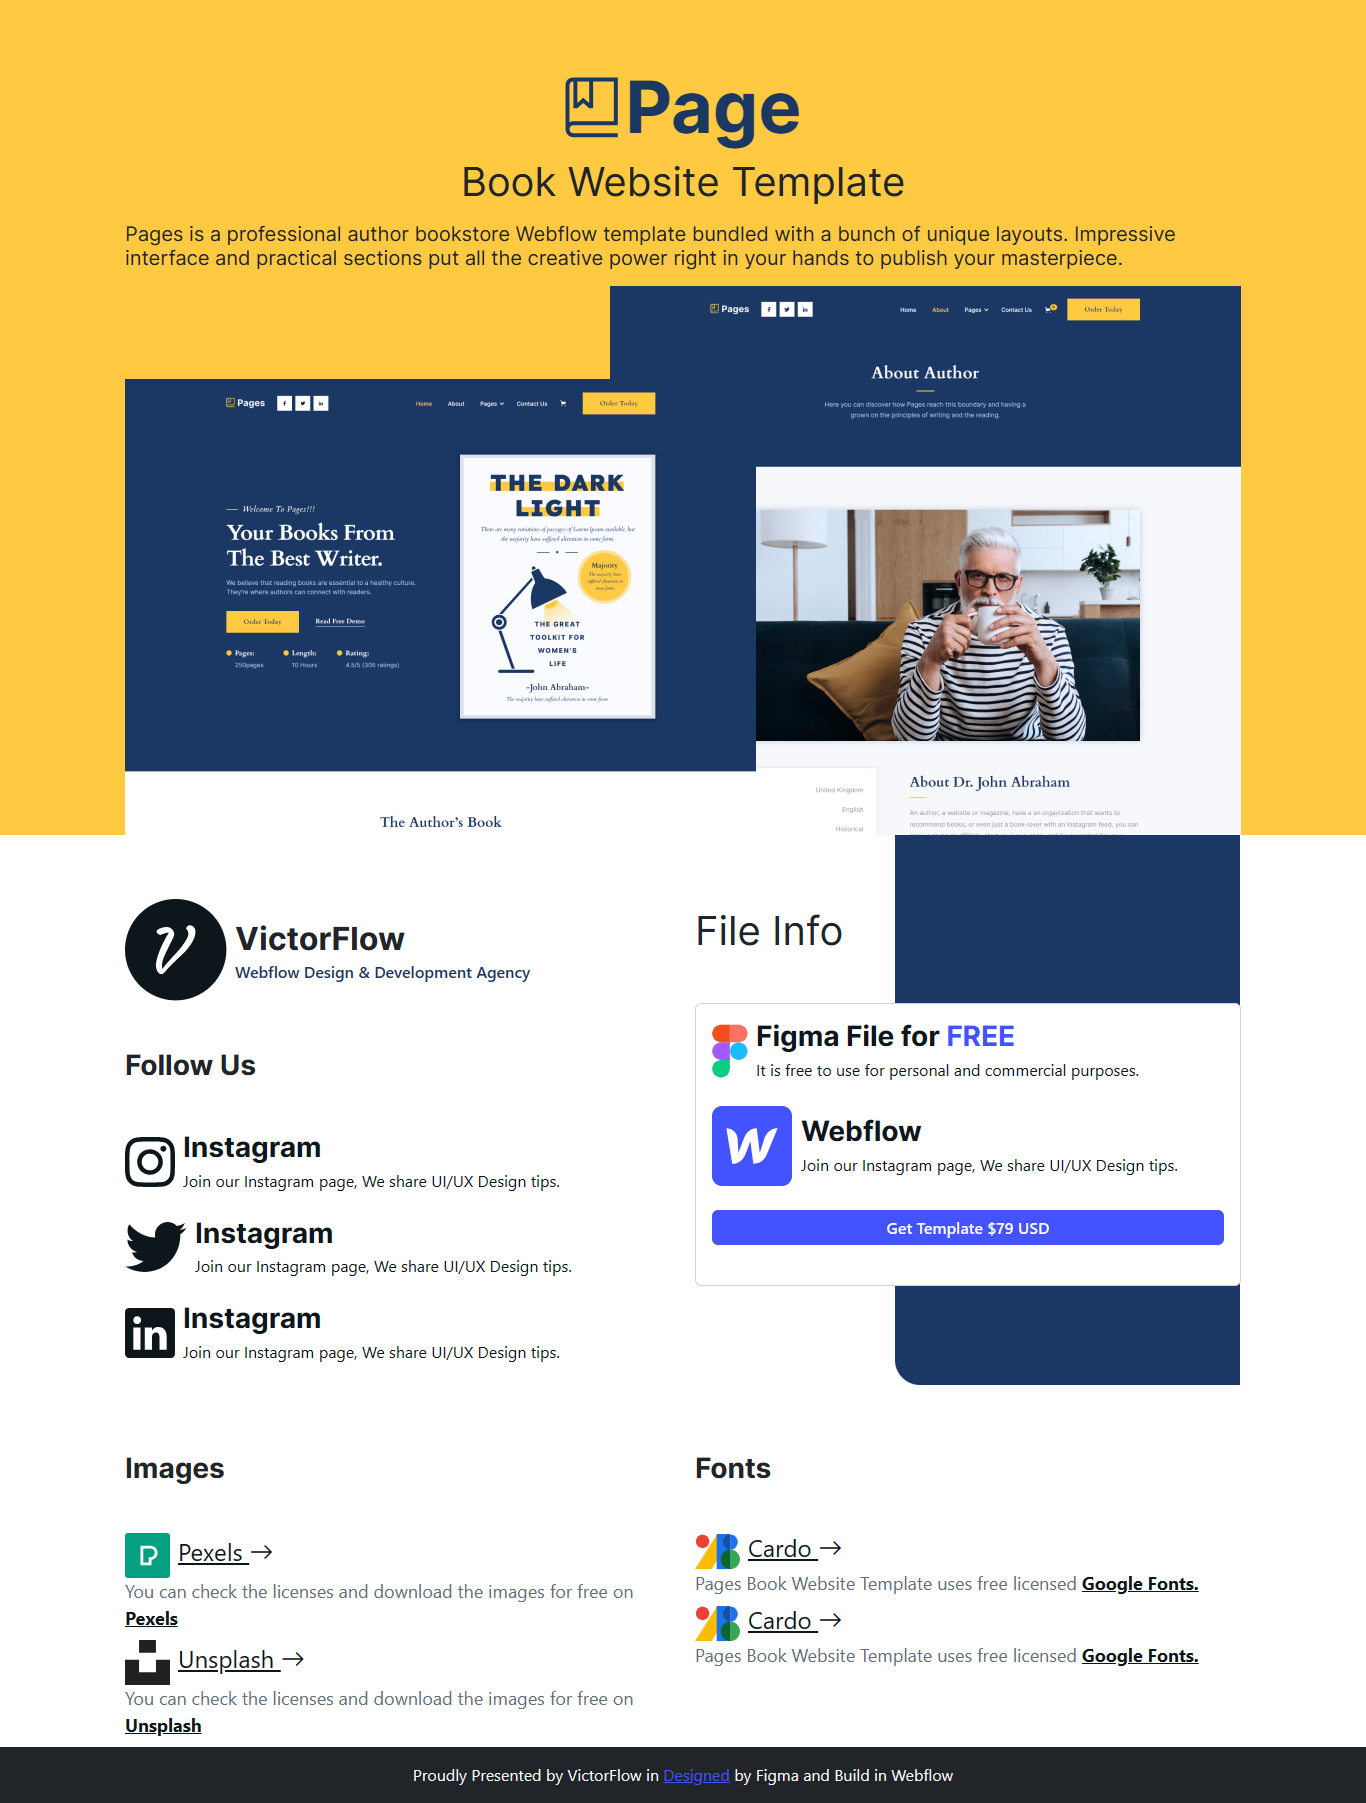 Page
Book Website Template
Pages is a professional author bookstore Webflow template bundled with a bunch of unique layouts. Impressive
interface and practical sections put all the creative power right in your hands to publish your masterpiece.
Pages
Home
About
Pages
Contact Us
0
Order Today
About Author
Here you can discover how Pages reach this boundary and having a
grown on the principles of writing and the reading.
Pages
Home
About
Pages
Contact Us
Order Today
Welcome To Pages!!!
Your Books From
The Best Writer.
We believe that reading books are essential to a healthy culture.
They're where authors can connect with readers.
Order Today
Read Free Demo
Pages:
250pages
Length:
10 Hours
Rating:
4.5/5 (305 ratings)
THE DARK
LIGHT
There are many variations of passages of Lorem Ipsum available, but
the majority have suffered alteration in some form.
Majority
The majority have
suffered alteration in
some form.
THE GREAT
TOOLKIT FOR
WOMEN'S
LIFE
-John Abraham-
The majority have suffered alteration in some form.
The Author's Book
United Kingdom
English
Historical
About Dr. John Abraham
An author, a website or magazine, have a an organization that wants to
recommend books, or even just a book-lover with an Instagram feed, you can
VictorFlow
Webflow Design & Development Agency
Follow Us
Instagram
Join our Instagram page, We share UI/UX Design tips.
Instagram
Join our Instagram page, We share UI/UX Design tips.
Instagram
Join our Instagram page, We share UI/UX Design tips.
File Info
Figma File for FREE
It is free to use for personal and commercial purposes.
Webflow
Join our Instagram page, We share UI/UX Design tips.
Get Template $79 USD
Images
Pexels
You can check the licenses and download the images for free on
Pexels
Unsplash
You can check the licenses and download the images for free on
Unsplash
Fonts
Cardo
Pages Book Website Template uses free licensed Google Fonts.
Cardo
Pages Book Website Template uses free licensed Google Fonts.
Proudly Presented by VictorFlow in Designed by Figma and Build in Webflow